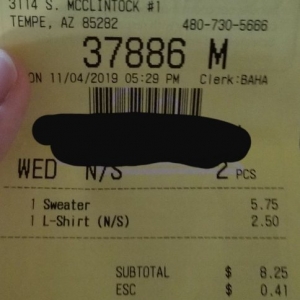 3114 S. MCCLINTOCK #1
TEMPE, AZ 85282 480-730-5666
37886 M
ON 11/04/2019 05:29 PM Clerk:BAHA
WED N/S 2 PCS
1 Sweater 5.75
1 L-Shirt (N/S) 2.50
SUBTOTAL $ 8.25
ESC $ 0.41